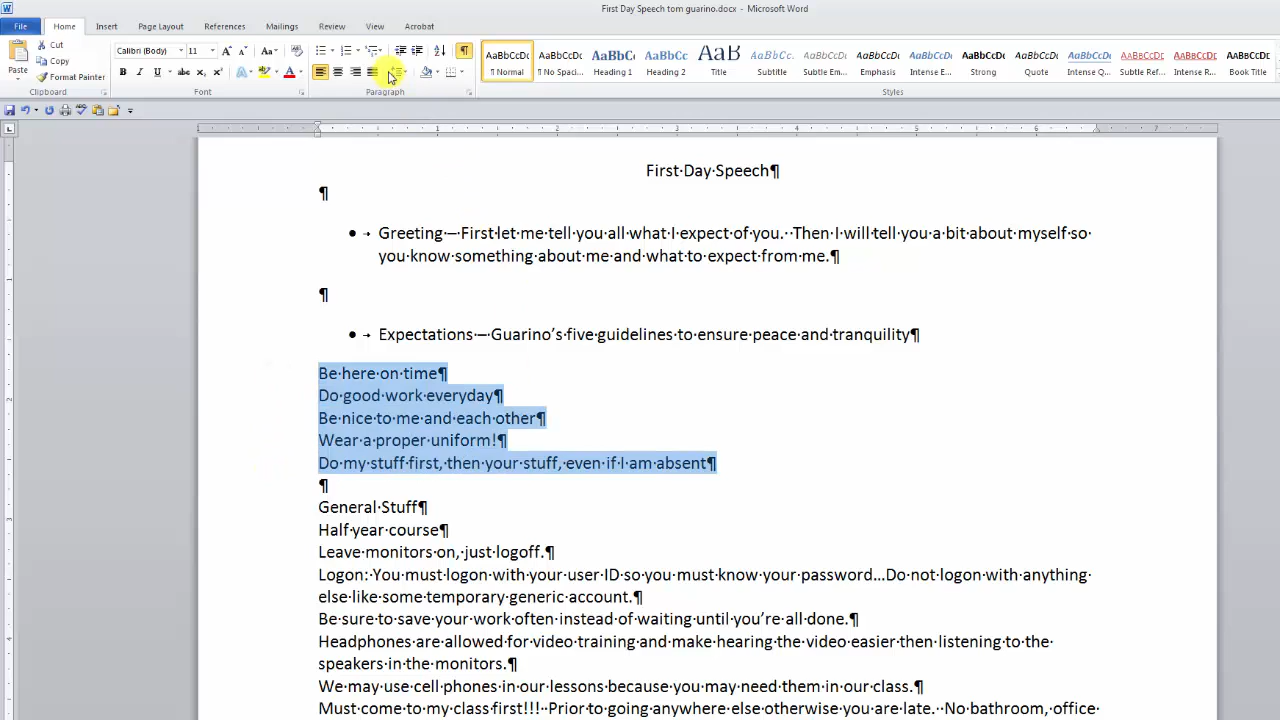 First Day Speech tom guarino.docx - Microsoft Word
File Home Insert Page Layout References Mailings Review View Acrobat
Cut
Copy
Paste
Format Painter
Clipboard
Calibri (Body) 11
Font
Paragraph
AaBbCcDc AaBbCcDc AaBbC AaBbCc AaB AaBbCc. AaBbCcDc AaBbCcDc AaBbCcDc AaBbCcDc AaBbCcDc AaBbCcDc AaBbCcDc AaBbCcDc AaBbCcDc
¶ Normal ¶ No Spaci... Heading 1 Heading 2 Title Subtitle Subtle Em... Emphasis Intense E... Strong Quote Intense Q... Subtle Ref... Intense R... Book Title
Styles
1 1 2 3 4 5 6 7
First·Day·Speech¶
¶
• → Greeting·–·First·let·me·tell·you·all·what·I·expect·of·you.··Then·I·will·tell·you·a·bit·about·myself·so·
you·know·something·about·me·and·what·to·expect·from·me.¶
¶
• → Expectations·–·Guarino’s·five·guidelines·to·ensure·peace·and·tranquility¶
Be·here·on·time¶
Do·good·work·everyday¶
Be·nice·to·me·and·each·other¶
Wear·a·proper·uniform!¶
Do·my·stuff·first,·then·your·stuff,·even·if·I·am·absent¶
¶
General·Stuff¶
Half·year·course¶
Leave·monitors·on,·just·logoff.¶
Logon:·You·must·logon·with·your·user·ID·so·you·must·know·your·password…Do·not·logon·with·anything·
else·like·some·temporary·generic·account.¶
Be·sure·to·save·your·work·often·instead·of·waiting·until·you’re·all·done.¶
Headphones·are·allowed·for·video·training·and·make·hearing·the·video·easier·then·listening·to·the·
speakers·in·the·monitors.¶
We·may·use·cell·phones·in·our·lessons·because·you·may·need·them·in·our·class.¶
Must·come·to·my·class·first!!!··Prior·to·going·anywhere·else·otherwise·you·are·late.··No·bathroom,·office·